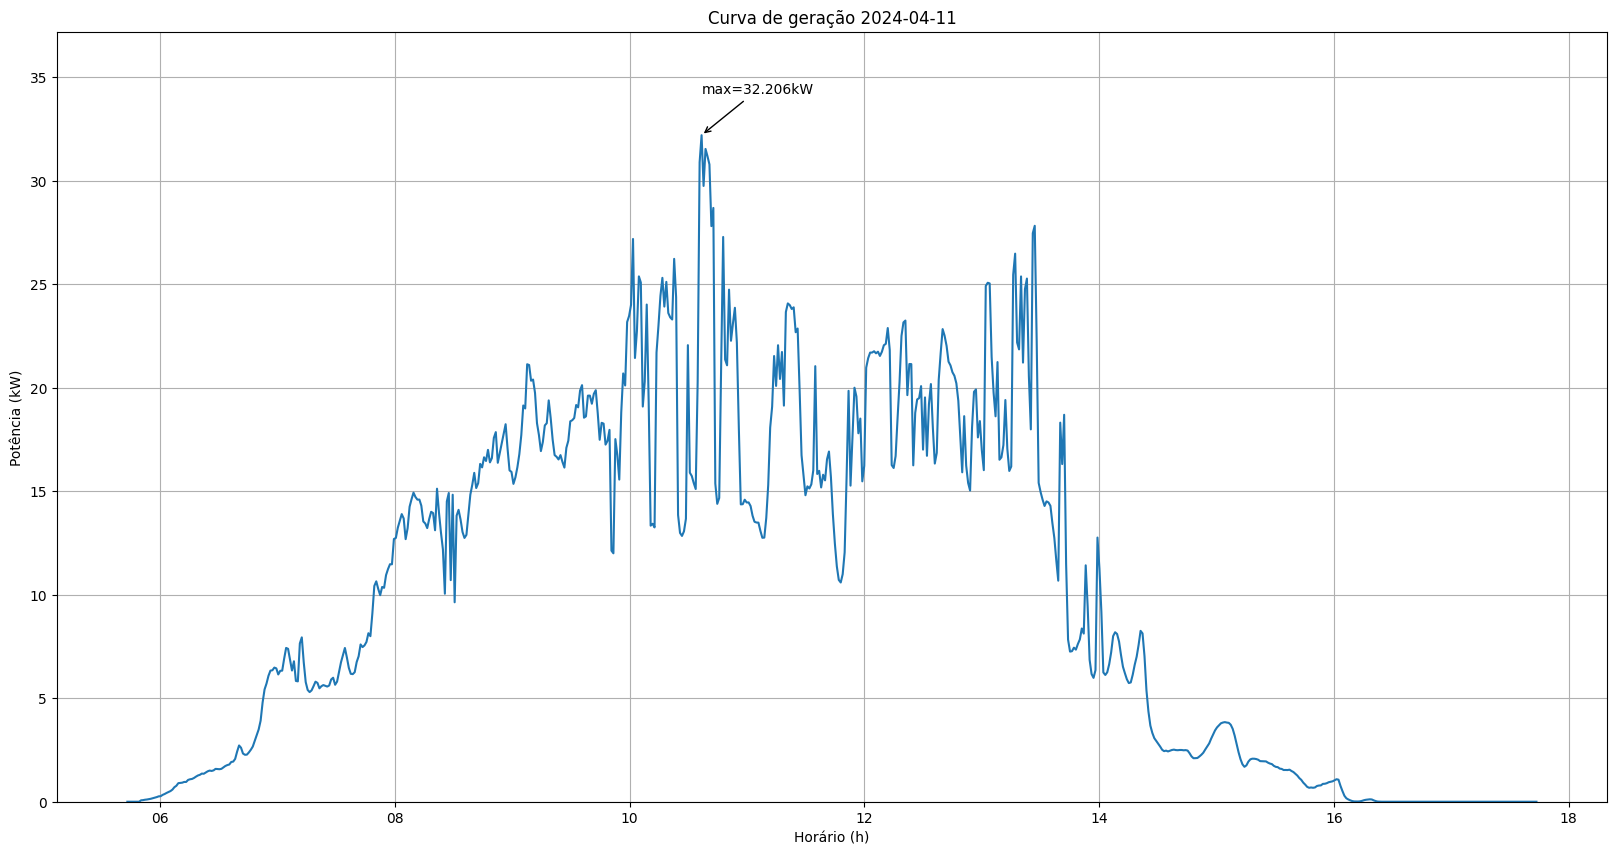 Curva de geração 2024-04-11
max=32.206kW
Potência (kW)
35
30
25
20
15
10
5
0
06 08 10 12 14 16 18
Horário (h)